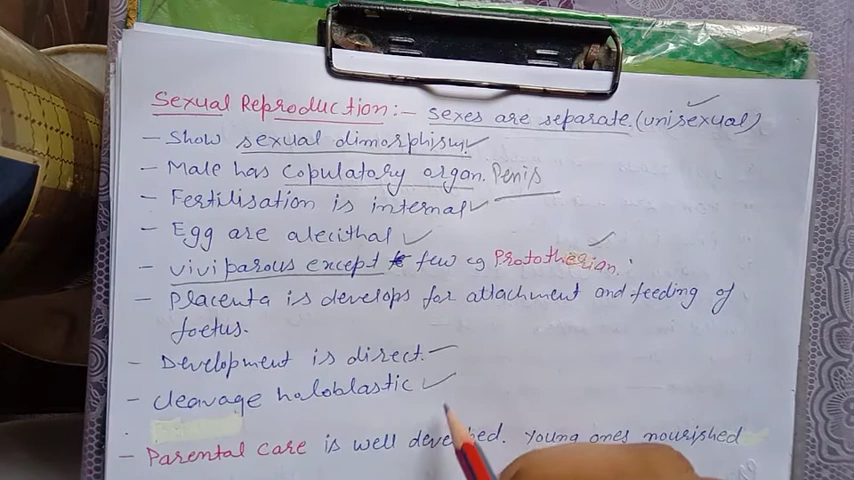 Sexual Reproduction:- Sexes are separate (unisexual)
- Show sexual dimorphism.
- Male has copulatory organ. Penis
- Fertilisation is internal
- Egg are alecithal
- viviparous except few eg Prototherian.
- Placenta is develops for attachment and feeding of
foetus.
- Development is direct.
- cleavage holoblastic
- Parental care is well developed. Young ones nourished